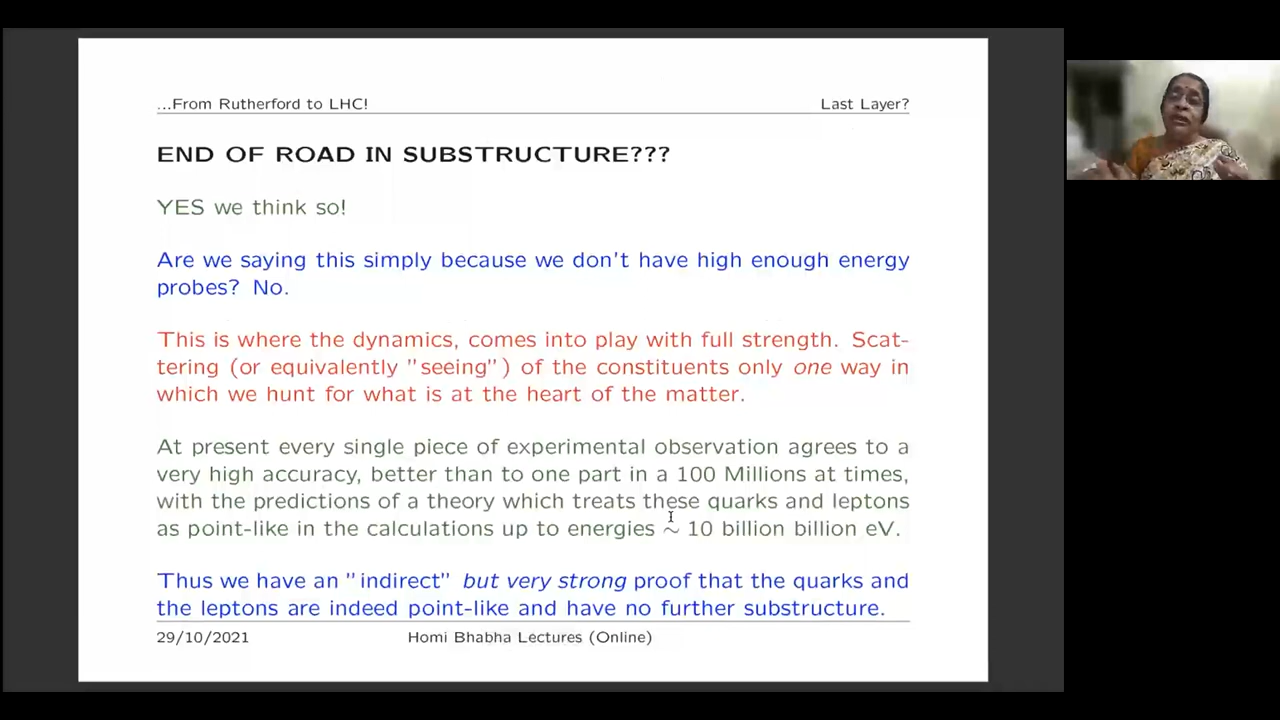 ...From Rutherford to LHC! Last Layer?
END OF ROAD IN SUBSTRUCTURE???
YES we think so!
Are we saying this simply because we don't have high enough energy
probes? No.
This is where the dynamics, comes into play with full strength. Scat-
tering (or equivalently "seeing") of the constituents only one way in
which we hunt for what is at the heart of the matter.
At present every single piece of experimental observation agrees to a
very high accuracy, better than to one part in a 100 Millions at times,
with the predictions of a theory which treats these quarks and leptons
as point-like in the calculations up to energies ~ 10 billion billion eV.
Thus we have an "indirect" but very strong proof that the quarks and
the leptons are indeed point-like and have no further substructure.
29/10/2021 Homi Bhabha Lectures (Online)